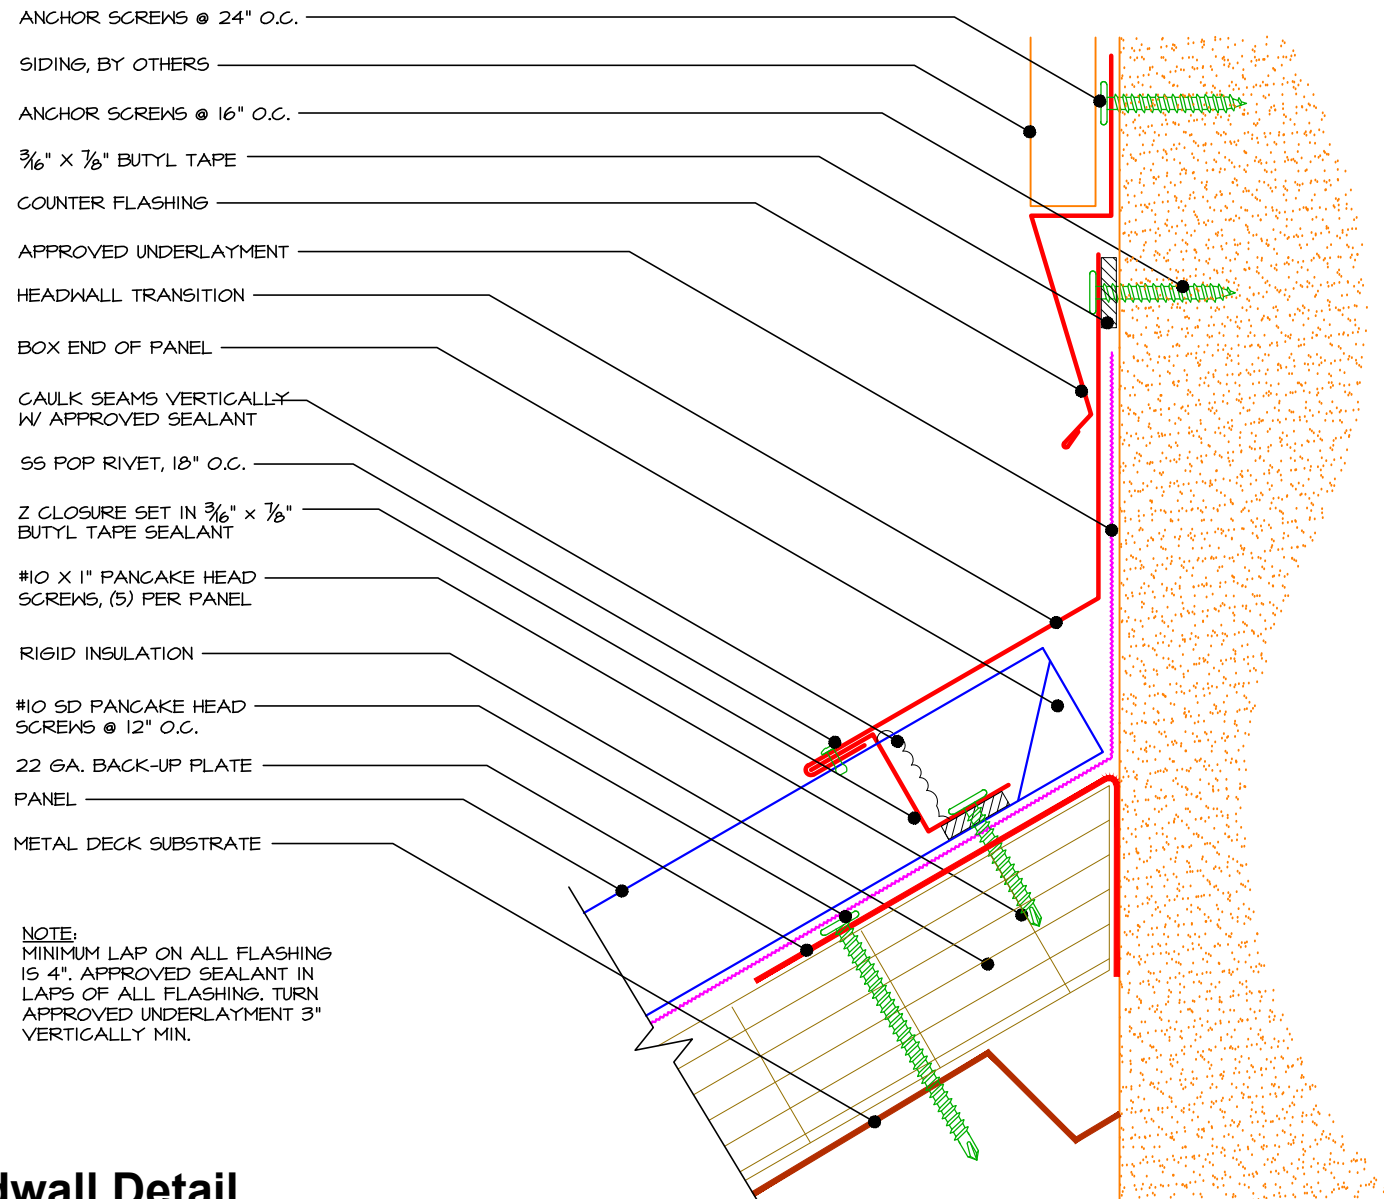 ANCHOR SCREWS @ 24" O.C.
SIDING, BY OTHERS
ANCHOR SCREWS @ 16" O.C.
3/16" X 7/8" BUTYL TAPE
COUNTER FLASHING
APPROVED UNDERLAYMENT
HEADWALL TRANSITION
BOX END OF PANEL
CAULK SEAMS VERTICALLY
W/ APPROVED SEALANT
SS POP RIVET, 18" O.C.
Z CLOSURE SET IN 3/16" x 7/8"
BUTYL TAPE SEALANT
#10 X 1" PANCAKE HEAD
SCREWS, (5) PER PANEL
RIGID INSULATION
#10 SD PANCAKE HEAD
SCREWS @ 12" O.C.
22 GA. BACK-UP PLATE
PANEL
METAL DECK SUBSTRATE
NOTE:
MINIMUM LAP ON ALL FLASHING
IS 4". APPROVED SEALANT IN
LAPS OF ALL FLASHING. TURN
APPROVED UNDERLAYMENT 3"
VERTICALLY MIN.
dwall Detail